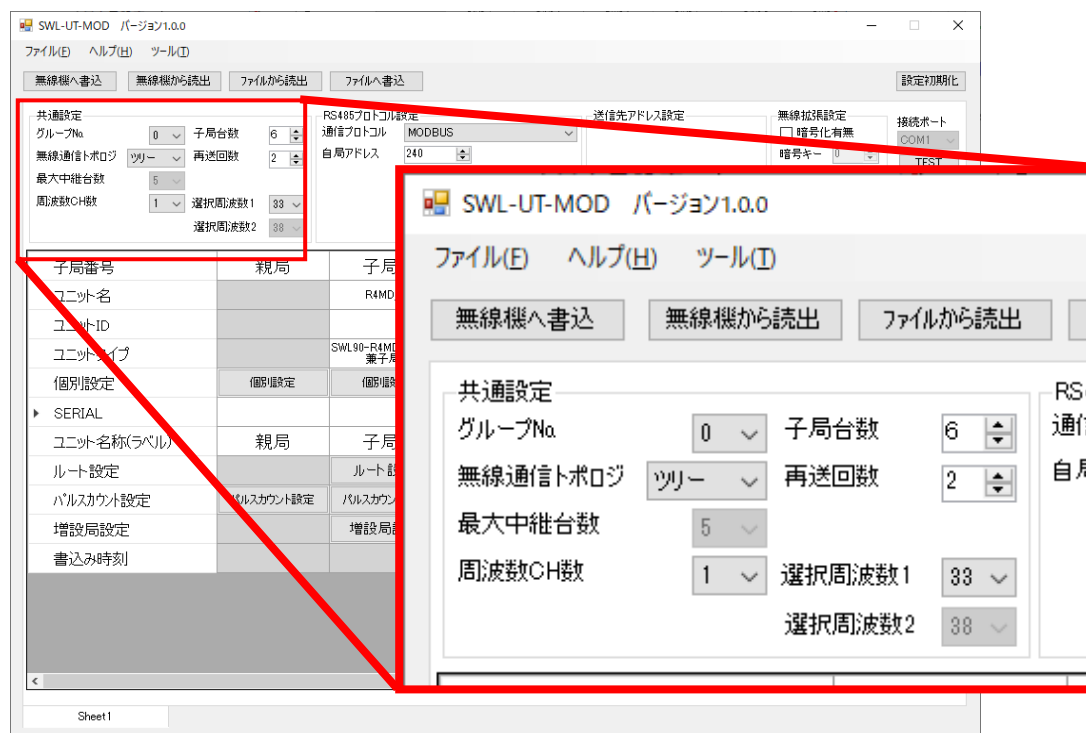 SWL-UT-MOD バージョン1.0.0
ファイル(F) ヘルプ(H) ツール(T)
無線機へ書込 無線機から読出 ファイルから読出 ファイルへ書込 設定初期化
共通設定 RS485プロトコル設定 送信先アドレス設定 無線拡張設定 接続ポート
グループNo. 0 子局台数 6 通信プロトコル MODBUS 暗号化有無 COM1
無線通信トポロジ ツリー 再送回数 2 自局アドレス 240 暗号キー 0 TEST
最大中継台数 5
周波数CH数 1 選択周波数1 33
選択周波数2 38
子局番号 親局 子局
ユニット名 R4MD
ユニットID
ユニットタイプ SWL90-R4MD
兼子局
個別設定 個別設定 個別設
SERIAL
ユニット名称(ラベル) 親局 子局
ルート設定 ルート設
パルスカウント設定 パルスカウント設定 パルスカウン
増設局設定 増設局
書込み時刻
Sheet1
SWL-UT-MOD バージョン1.0.0
ファイル(F) ヘルプ(H) ツール(T)
無線機へ書込 無線機から読出 ファイルから読出
共通設定 RS
グループNo. 0 子局台数 6 通信
無線通信トポロジ ツリー 再送回数 2 自局
最大中継台数 5
周波数CH数 1 選択周波数1 33
選択周波数2 38